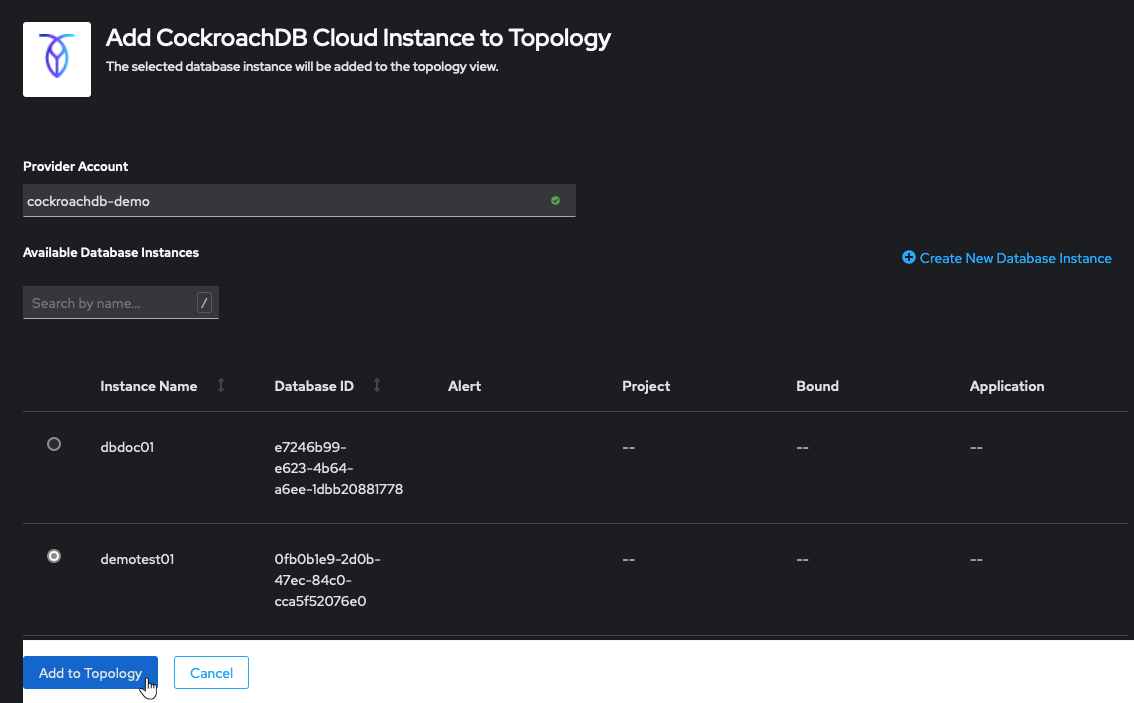 Add CockroachDB Cloud Instance to Topology
The selected database instance will be added to the topology view.
Provider Account
cockroachdb-demo
Available Database Instances
Create New Database Instance
Search by name... /
Instance Name Database ID Alert Project Bound Application
dbdoc01 e7246b99- -- -- --
e623-4b64-
a6ee-1dbb20881778
demotest01 0fb0b1e9-2d0b- -- -- --
47ec-84c0-
cca5f52076e0
Add to Topology Cancel